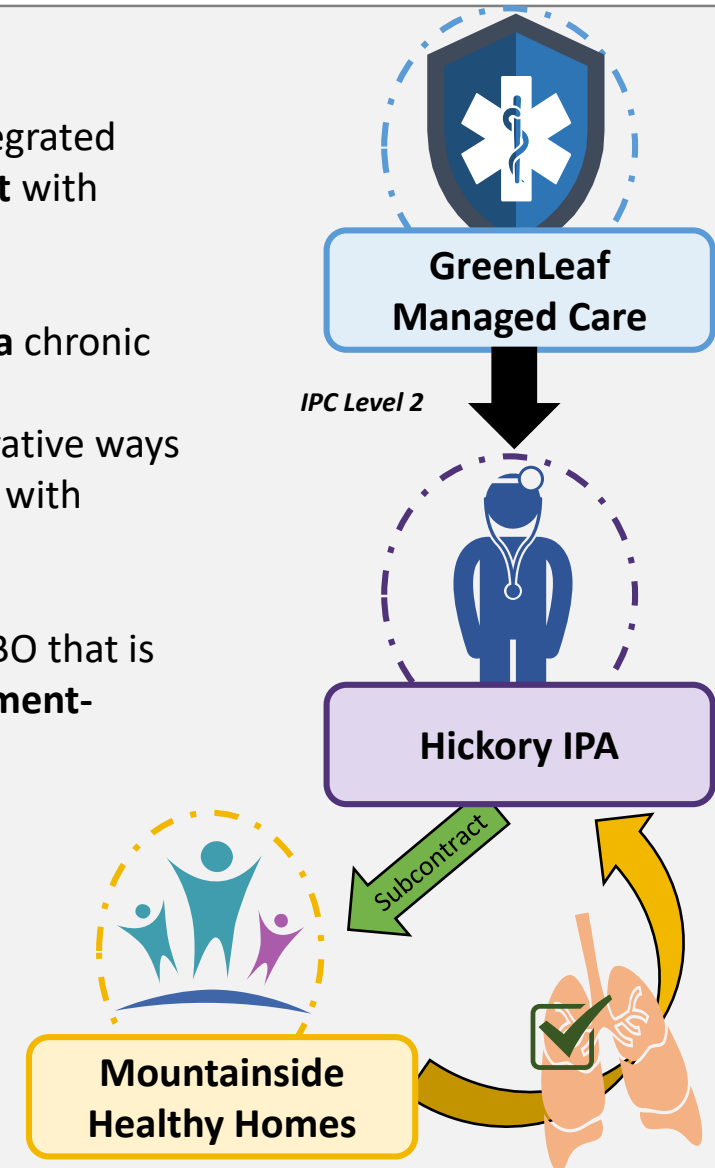 egrated
t with
a chronic
rative ways
with
BO that is
ment-
GreenLeaf
Managed Care
IPC Level 2
Hickory IPA
Subcontract
Mountainside
Healthy Homes